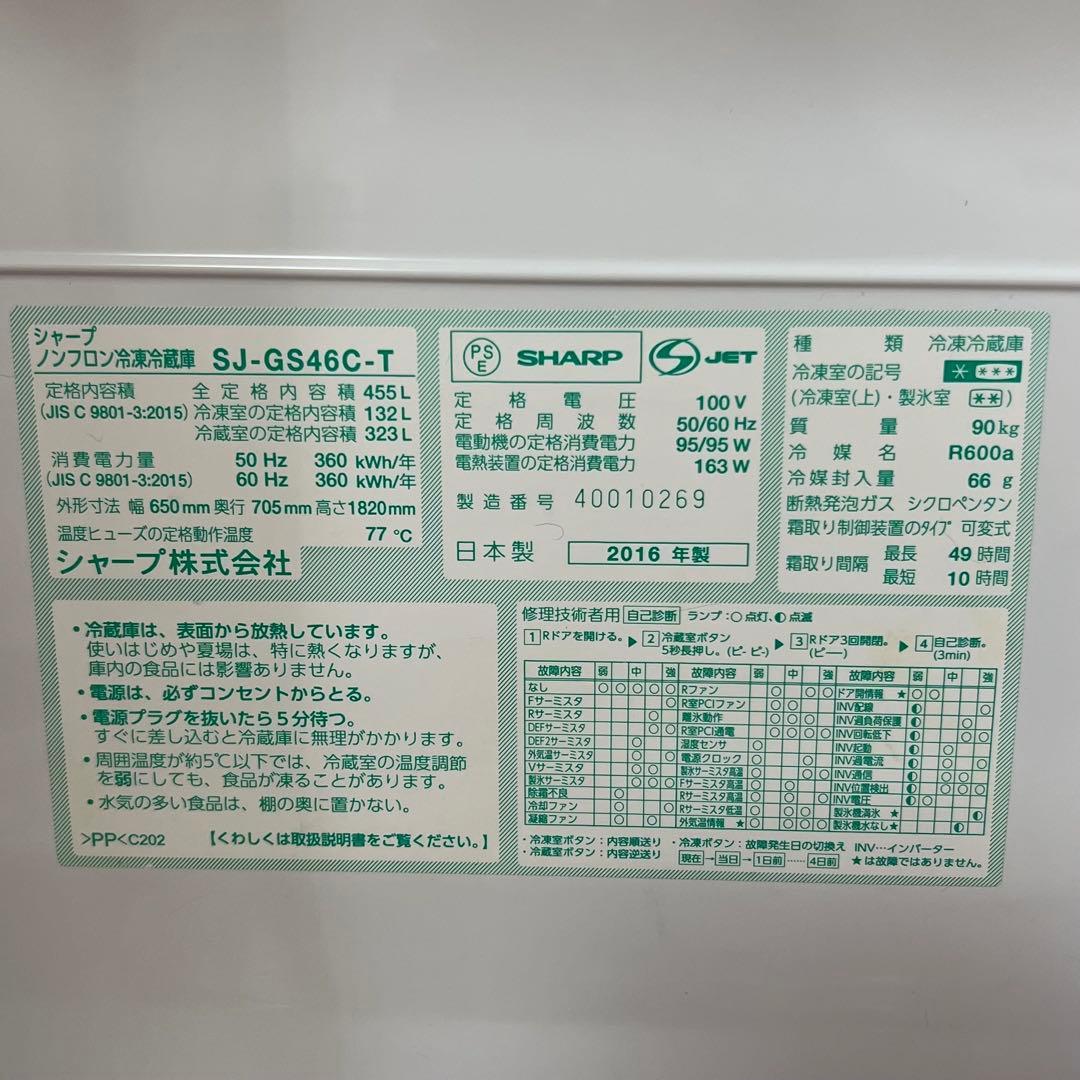 シャープ
ノンフロン冷凍冷蔵庫 SJ-GS46C-T
定格内容積 全定格内容積 455L
(JIS C 9801-3:2015) 冷凍室の定格内容積 132L
冷蔵室の定格内容積 323L
消費電力量 50 Hz 360 kWh/年
(JIS C 9801-3:2015) 60 Hz 360 kWh/年
外形寸法 幅 650mm 奥行 705mm 高さ 1820mm
温度ヒューズの定格動作温度 77 ℃
シャープ株式会社
PS
E
SHARP
S JET
定格電圧 100 V
定格周波数 50/60 Hz
電動機の定格消費電力 95/95 W
電熱装置の定格消費電力 163 W
製造番号 40010269
日本製 2016 年製
種類 冷凍冷蔵庫
冷凍室の記号 * ***
(冷凍室(上)・製氷室 **)
質量 90kg
冷媒名 R600a
冷媒封入量 66 g
断熱発泡ガス シクロペンタン
霜取り制御装置のタイプ 可変式
霜取り間隔 最長 49 時間
最短 10 時間
・冷蔵庫は、表面から放熱しています。
使いはじめや夏場は、特に熱くなりますが、
庫内の食品には影響ありません。
・電源は、必ずコンセントからとる。
・電源プラグを抜いたら5分待つ。
すぐに差し込むと冷蔵庫に無理がかかります。
・周囲温度が約5℃以下では、冷蔵室の温度調節
を弱にしても、食品が凍ることがあります。
・水気の多い食品は、棚の奥に置かない。
>PP< C202 【くわしくは取扱説明書をご覧ください。】
修理技術者用 自己診断 ランプ:○点灯、◐点滅
1 Rドアを開ける。 ▶ 2 冷蔵室ボタン 5秒長押し。(ピ- ピ-) ▶ 3 Rドア3回開閉。(ピ―) ▶ 4 自己診断。(3min)
故障内容 弱 中 強 故障内容 弱 中 強 故障内容 弱 中 強
なし
Fサーミスタ
Rサーミスタ
DEFサーミスタ
DEF2サーミスタ
外気温サーミスタ
Vサーミスタ
製氷サーミスタ
除霜不良
冷却ファン
凝縮ファン
Rファン
R室PCIファン
離氷動作
R室PCI通電
湿度センサ
電源クロック
製氷サーミスタ高温
Fサーミスタ高温
Rサーミスタ高温
Rサーミスタ低温
外気温情報 ★
ドア開情報 ★
INV配線
INV過負荷保護
INV回転低下
INV起動
INV過電流
INV通信
INV位置検出
INV電圧
製氷機満氷 ★
製氷機水なし★
・冷凍室ボタン:内容順送り ・冷凍ボタン:故障発生日の切換え INV…インバーター
・冷蔵室ボタン:内容逆送り 現在→当日→1日前……4日前 ★は故障ではありません。